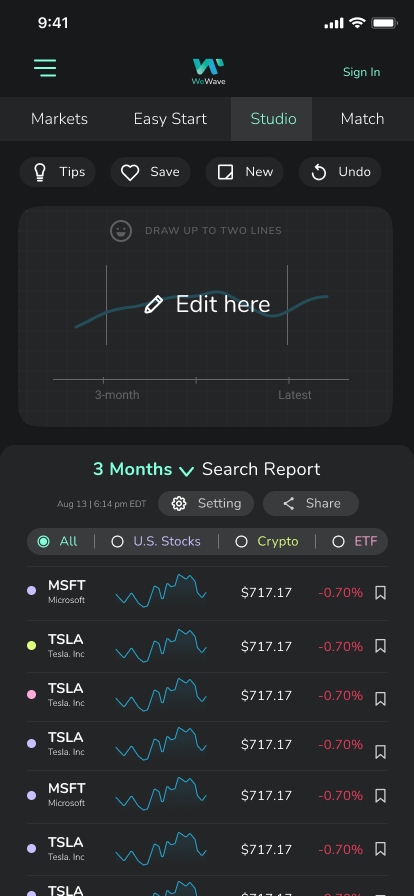 9:41
WeWave
Sign In
Markets Easy Start Studio Match
Tips Save New Undo
DRAW UP TO TWO LINES
Edit here
3-month Latest
3 Months Search Report
Aug 13 | 6:14 pm EDT Setting Share
All U.S. Stocks Crypto ETF
MSFT $717.17 -0.70%
Microsoft
TSLA $717.17 -0.70%
Tesla. Inc
TSLA $717.17 -0.70%
Tesla. Inc
TSLA $717.17 -0.70%
Tesla. Inc
MSFT $717.17 -0.70%
Microsoft
TSLA $717.17 -0.70%
Tesla. Inc
TSLA $717.17 -0.70%